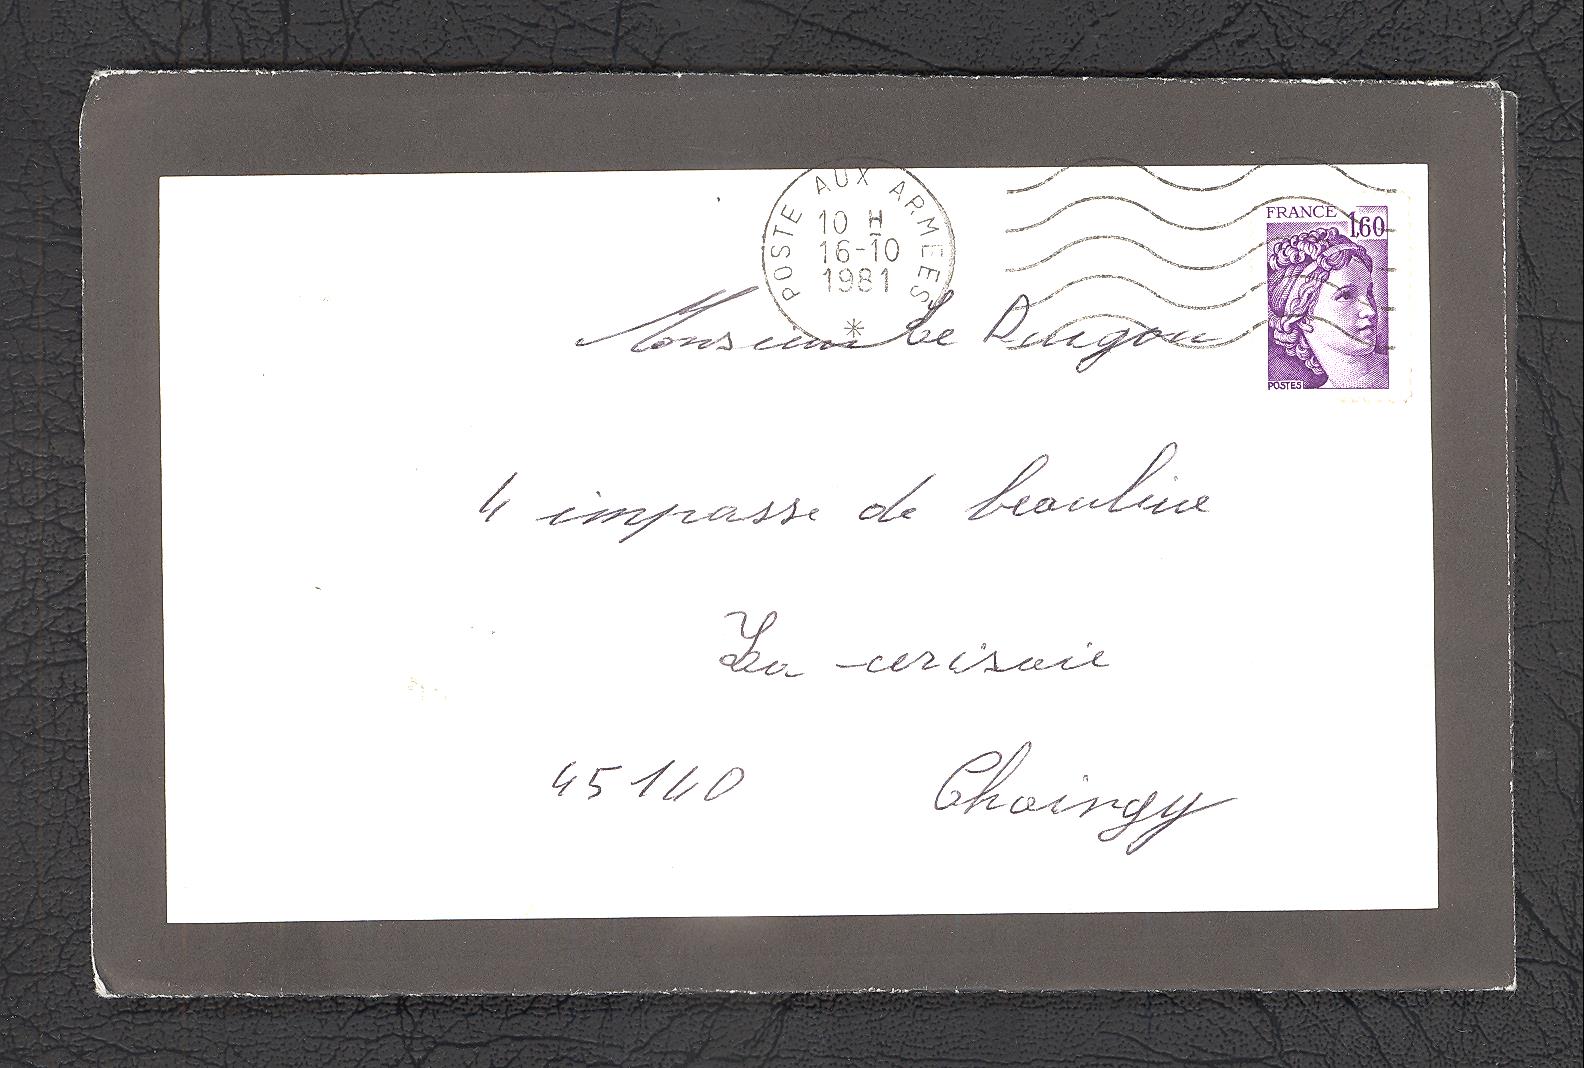 POSTE AUX ARMEES
10 H
16-10
1981
FRANCE 1,60
POSTES
Monsieur Le
4 impasse de beaulieu
La cerisaie
45140 Chaingy